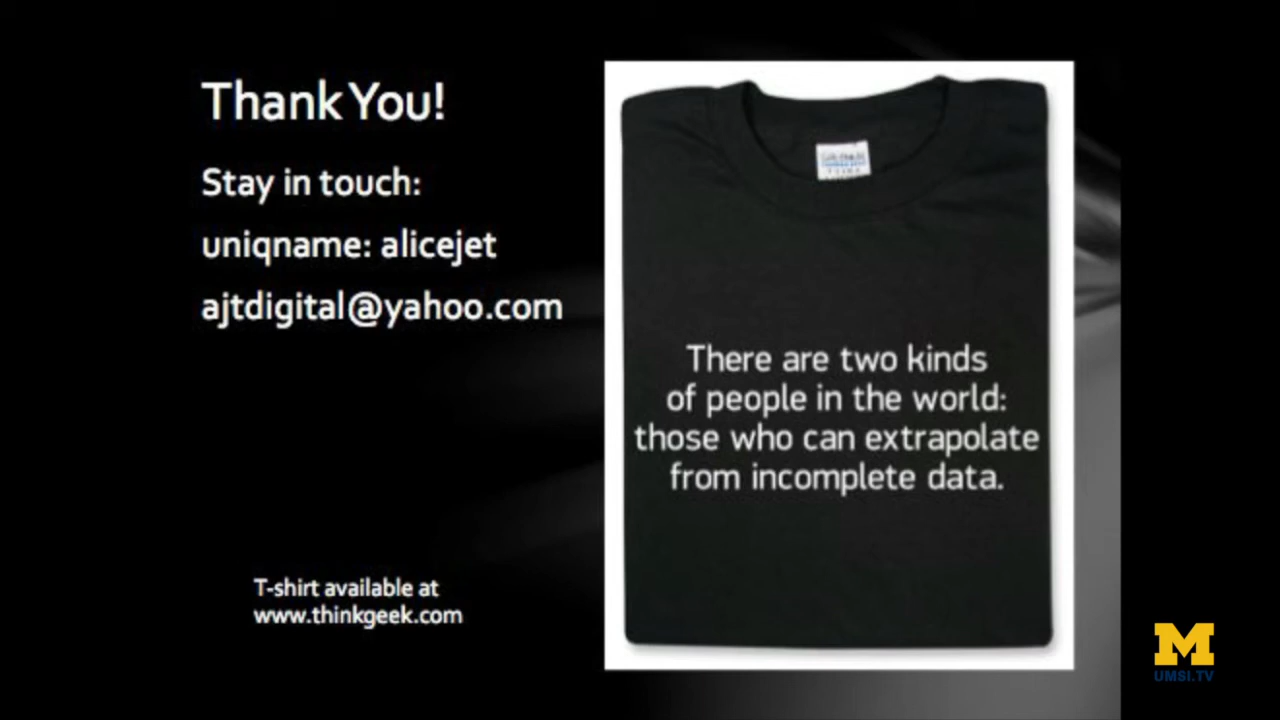 Thank You!
Stay in touch:
uniqname: alicejet
ajtdigital@yahoo.com
There are two kinds
of people in the world:
those who can extrapolate
from incomplete data.
T-shirt available at
www.thinkgeek.com
M
UMSI.TV